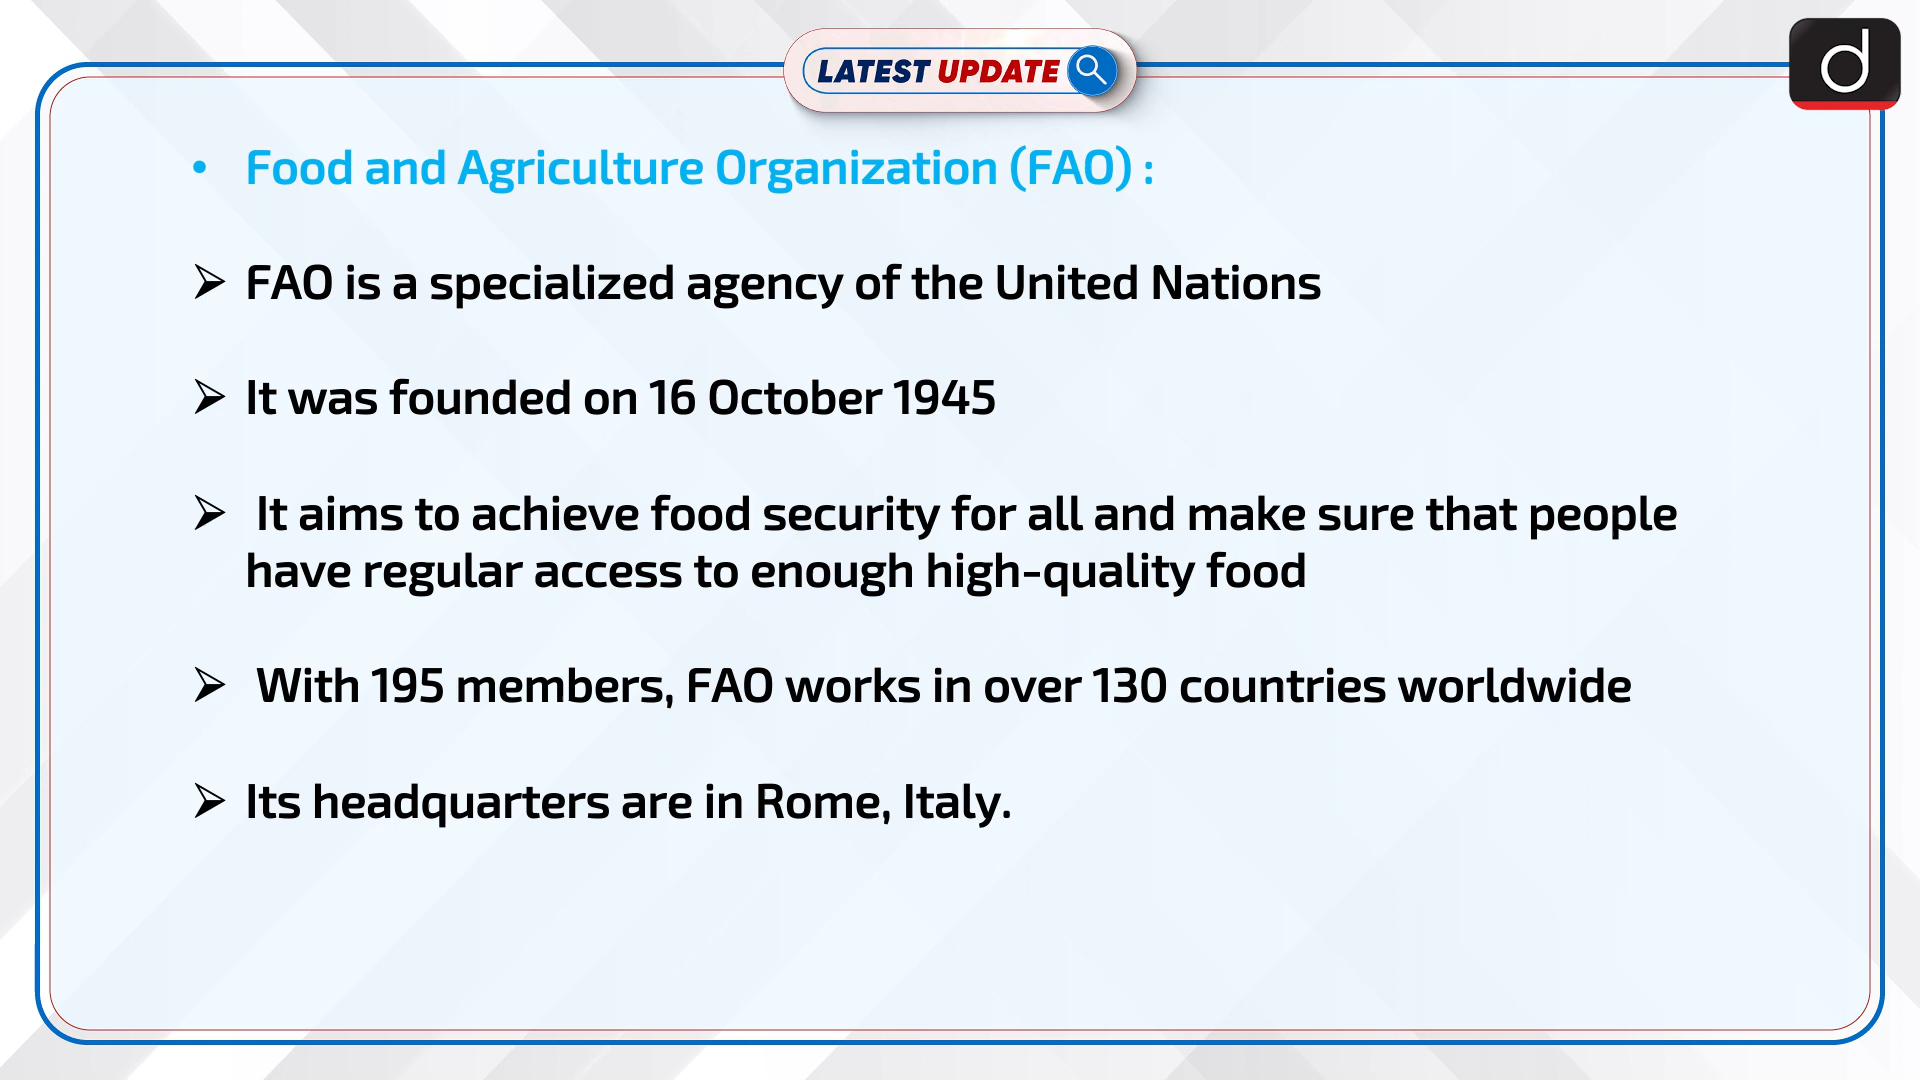 LATEST UPDATE
d
• Food and Agriculture Organization (FAO) :
➢ FAO is a specialized agency of the United Nations
➢ It was founded on 16 October 1945
➢ It aims to achieve food security for all and make sure that people
have regular access to enough high-quality food
➢ With 195 members, FAO works in over 130 countries worldwide
➢ Its headquarters are in Rome, Italy.